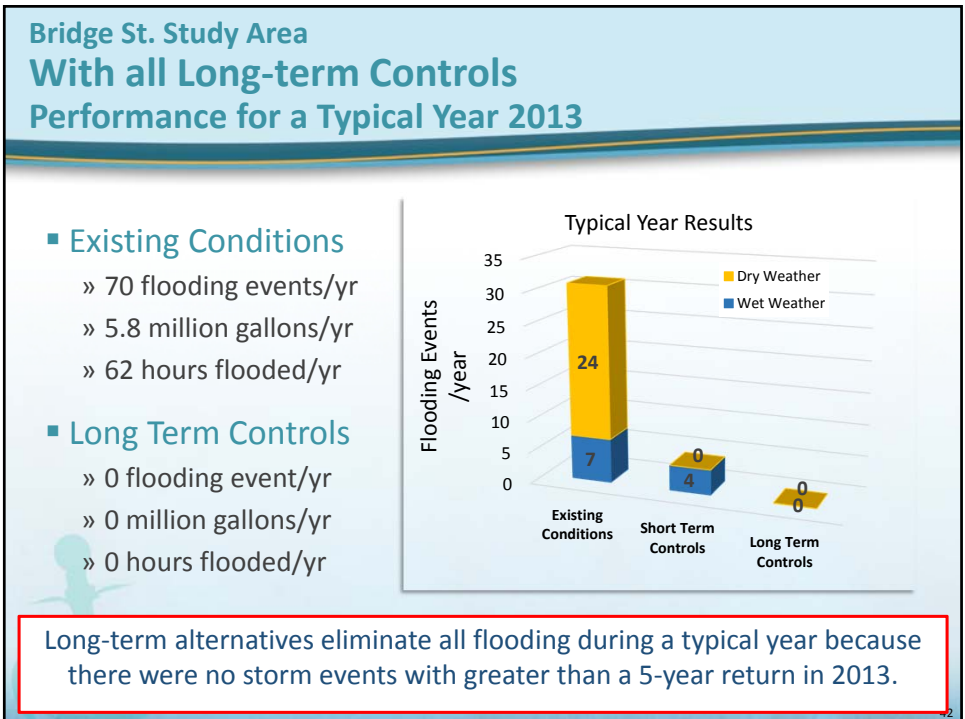 Bridge St. Study Area
With all Long-term Controls
Performance for a Typical Year 2013
▪ Existing Conditions
» 70 flooding events/yr
» 5.8 million gallons/yr
» 62 hours flooded/yr
▪ Long Term Controls
» 0 flooding event/yr
» 0 million gallons/yr
» 0 hours flooded/yr
Typical Year Results
Flooding Events
/year
35
30
25
20
15
10
5
0
Dry Weather
Wet Weather
24
7
0
4
0
0
Existing
Conditions
Short Term
Controls
Long Term
Controls
Long-term alternatives eliminate all flooding during a typical year because
there were no storm events with greater than a 5-year return in 2013.
42